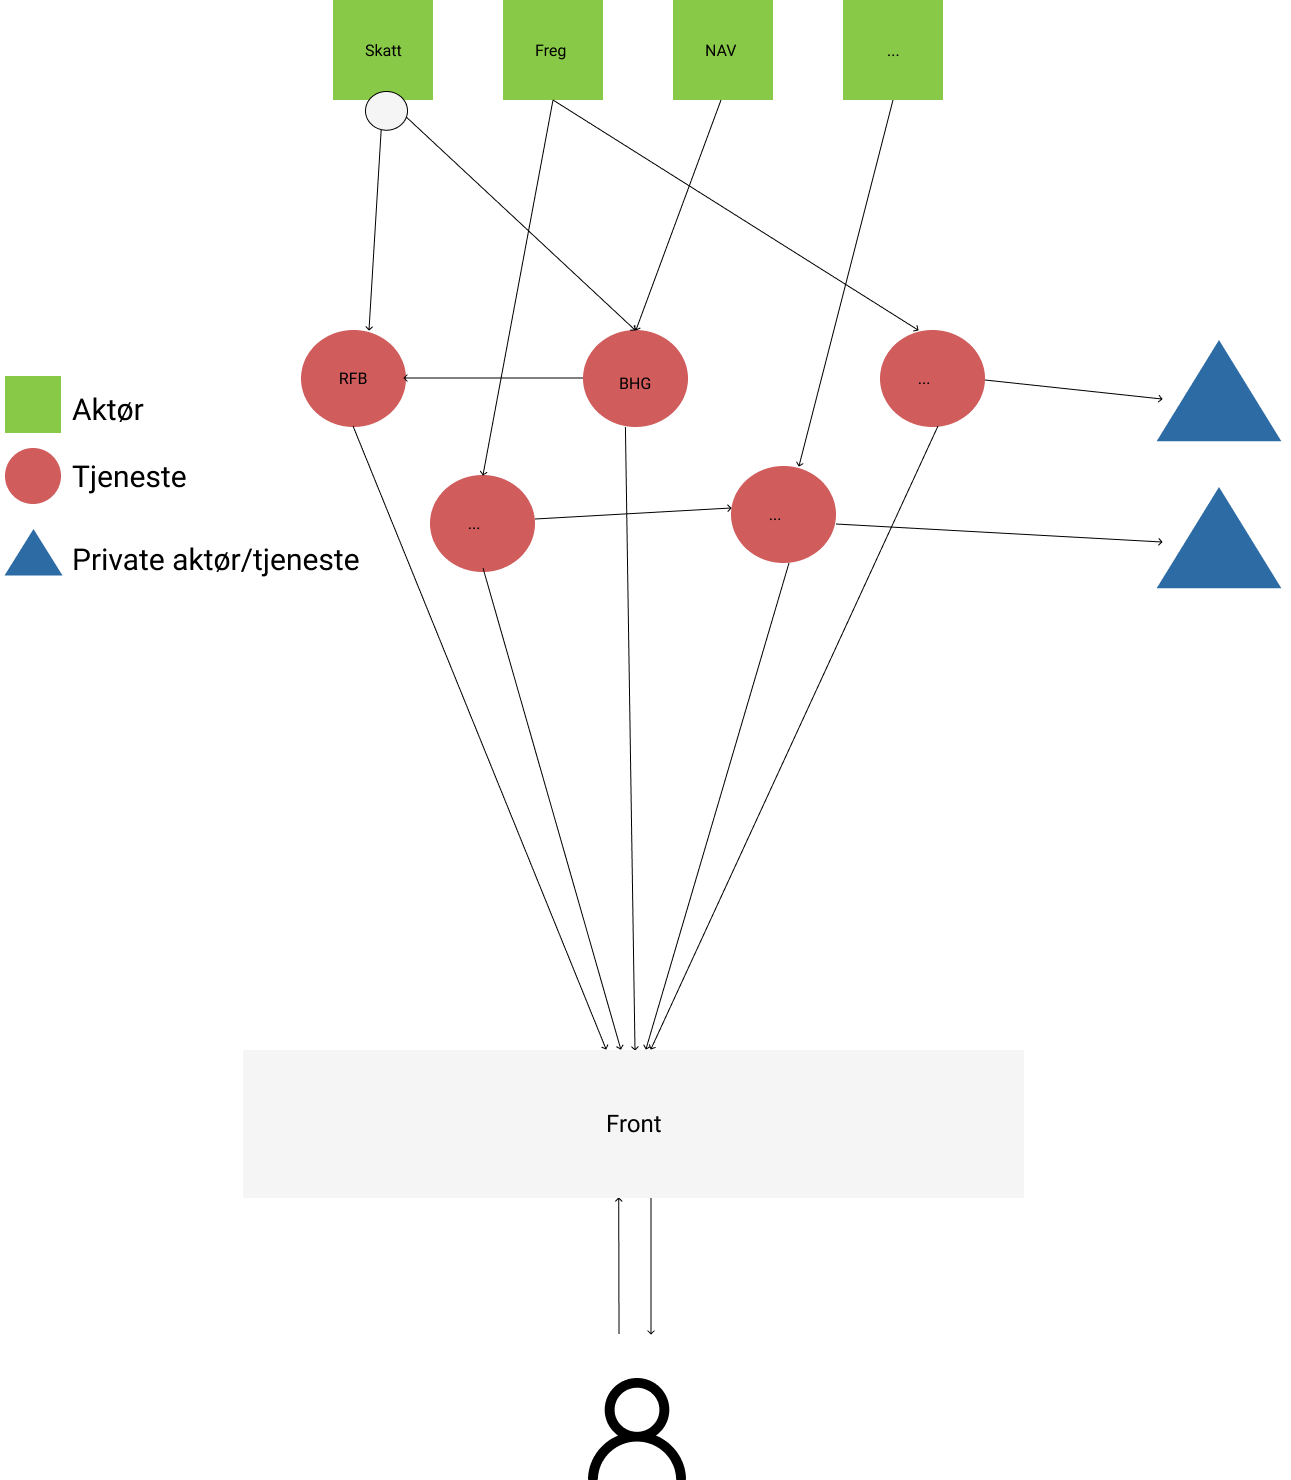 Skatt
Freg
NAV
...
RFB
BHG
...
Aktør
Tjeneste
...
...
Private aktør/tjeneste
Front